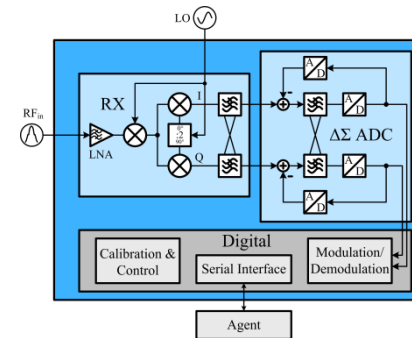 LO
RX
RFin
LNA
I
Q
A
D
A
D
ΔΣ ADC
A
D
A
D
Digital
Calibration &
Control
Serial Interface
Modulation/
Demodulation
Agent